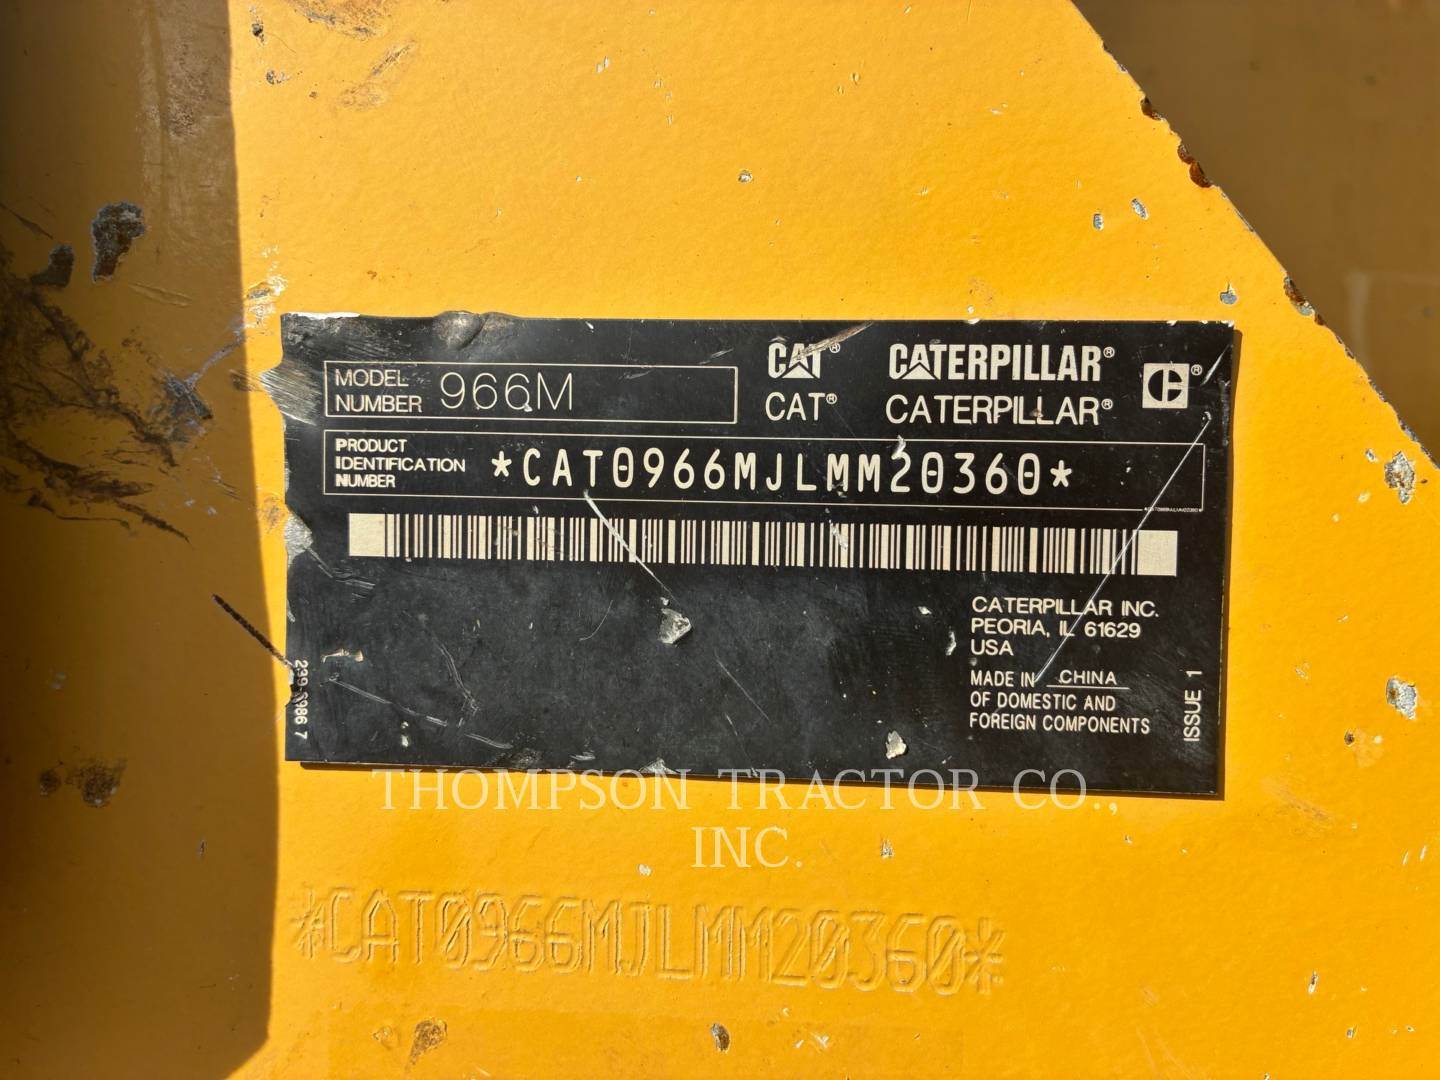 MODEL NUMBER 966M
CAT® CATERPILLAR®
CAT® CATERPILLAR®
PRODUCT
IDENTIFICATION
NUMBER
*CAT0966MJLMM20360*
CATERPILLAR INC.
PEORIA, IL 61629
USA
MADE IN CHINA
OF DOMESTIC AND
FOREIGN COMPONENTS
ISSUE 1
THOMPSON TRACTOR CO.,
INC.
*CAT0966MJLMM20360*